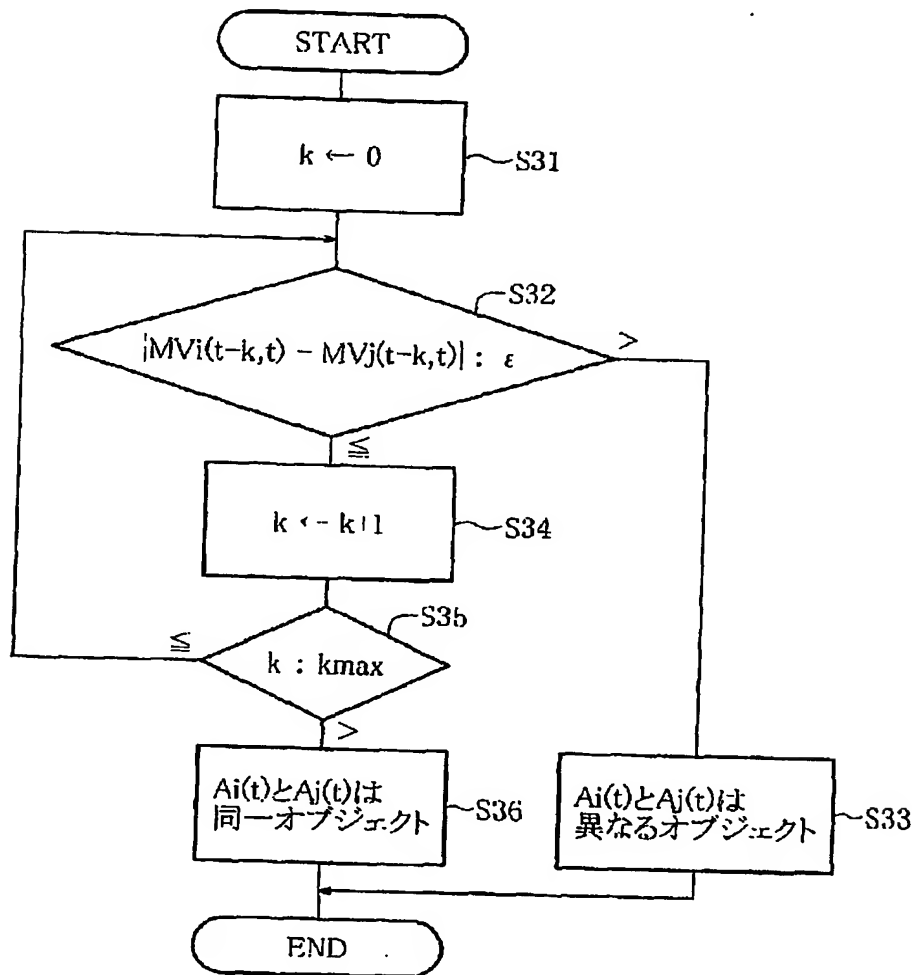 START
k ← 0
S31
S32
|MVi(t-k,t) - MVj(t-k,t)| : ε
>
≦
k ← k+1
S34
S35
≦
k : kmax
>
Ai(t)とAj(t)は
同一オブジェクト
S36
Ai(t)とAj(t)は
異なるオブジェクト
S33
END